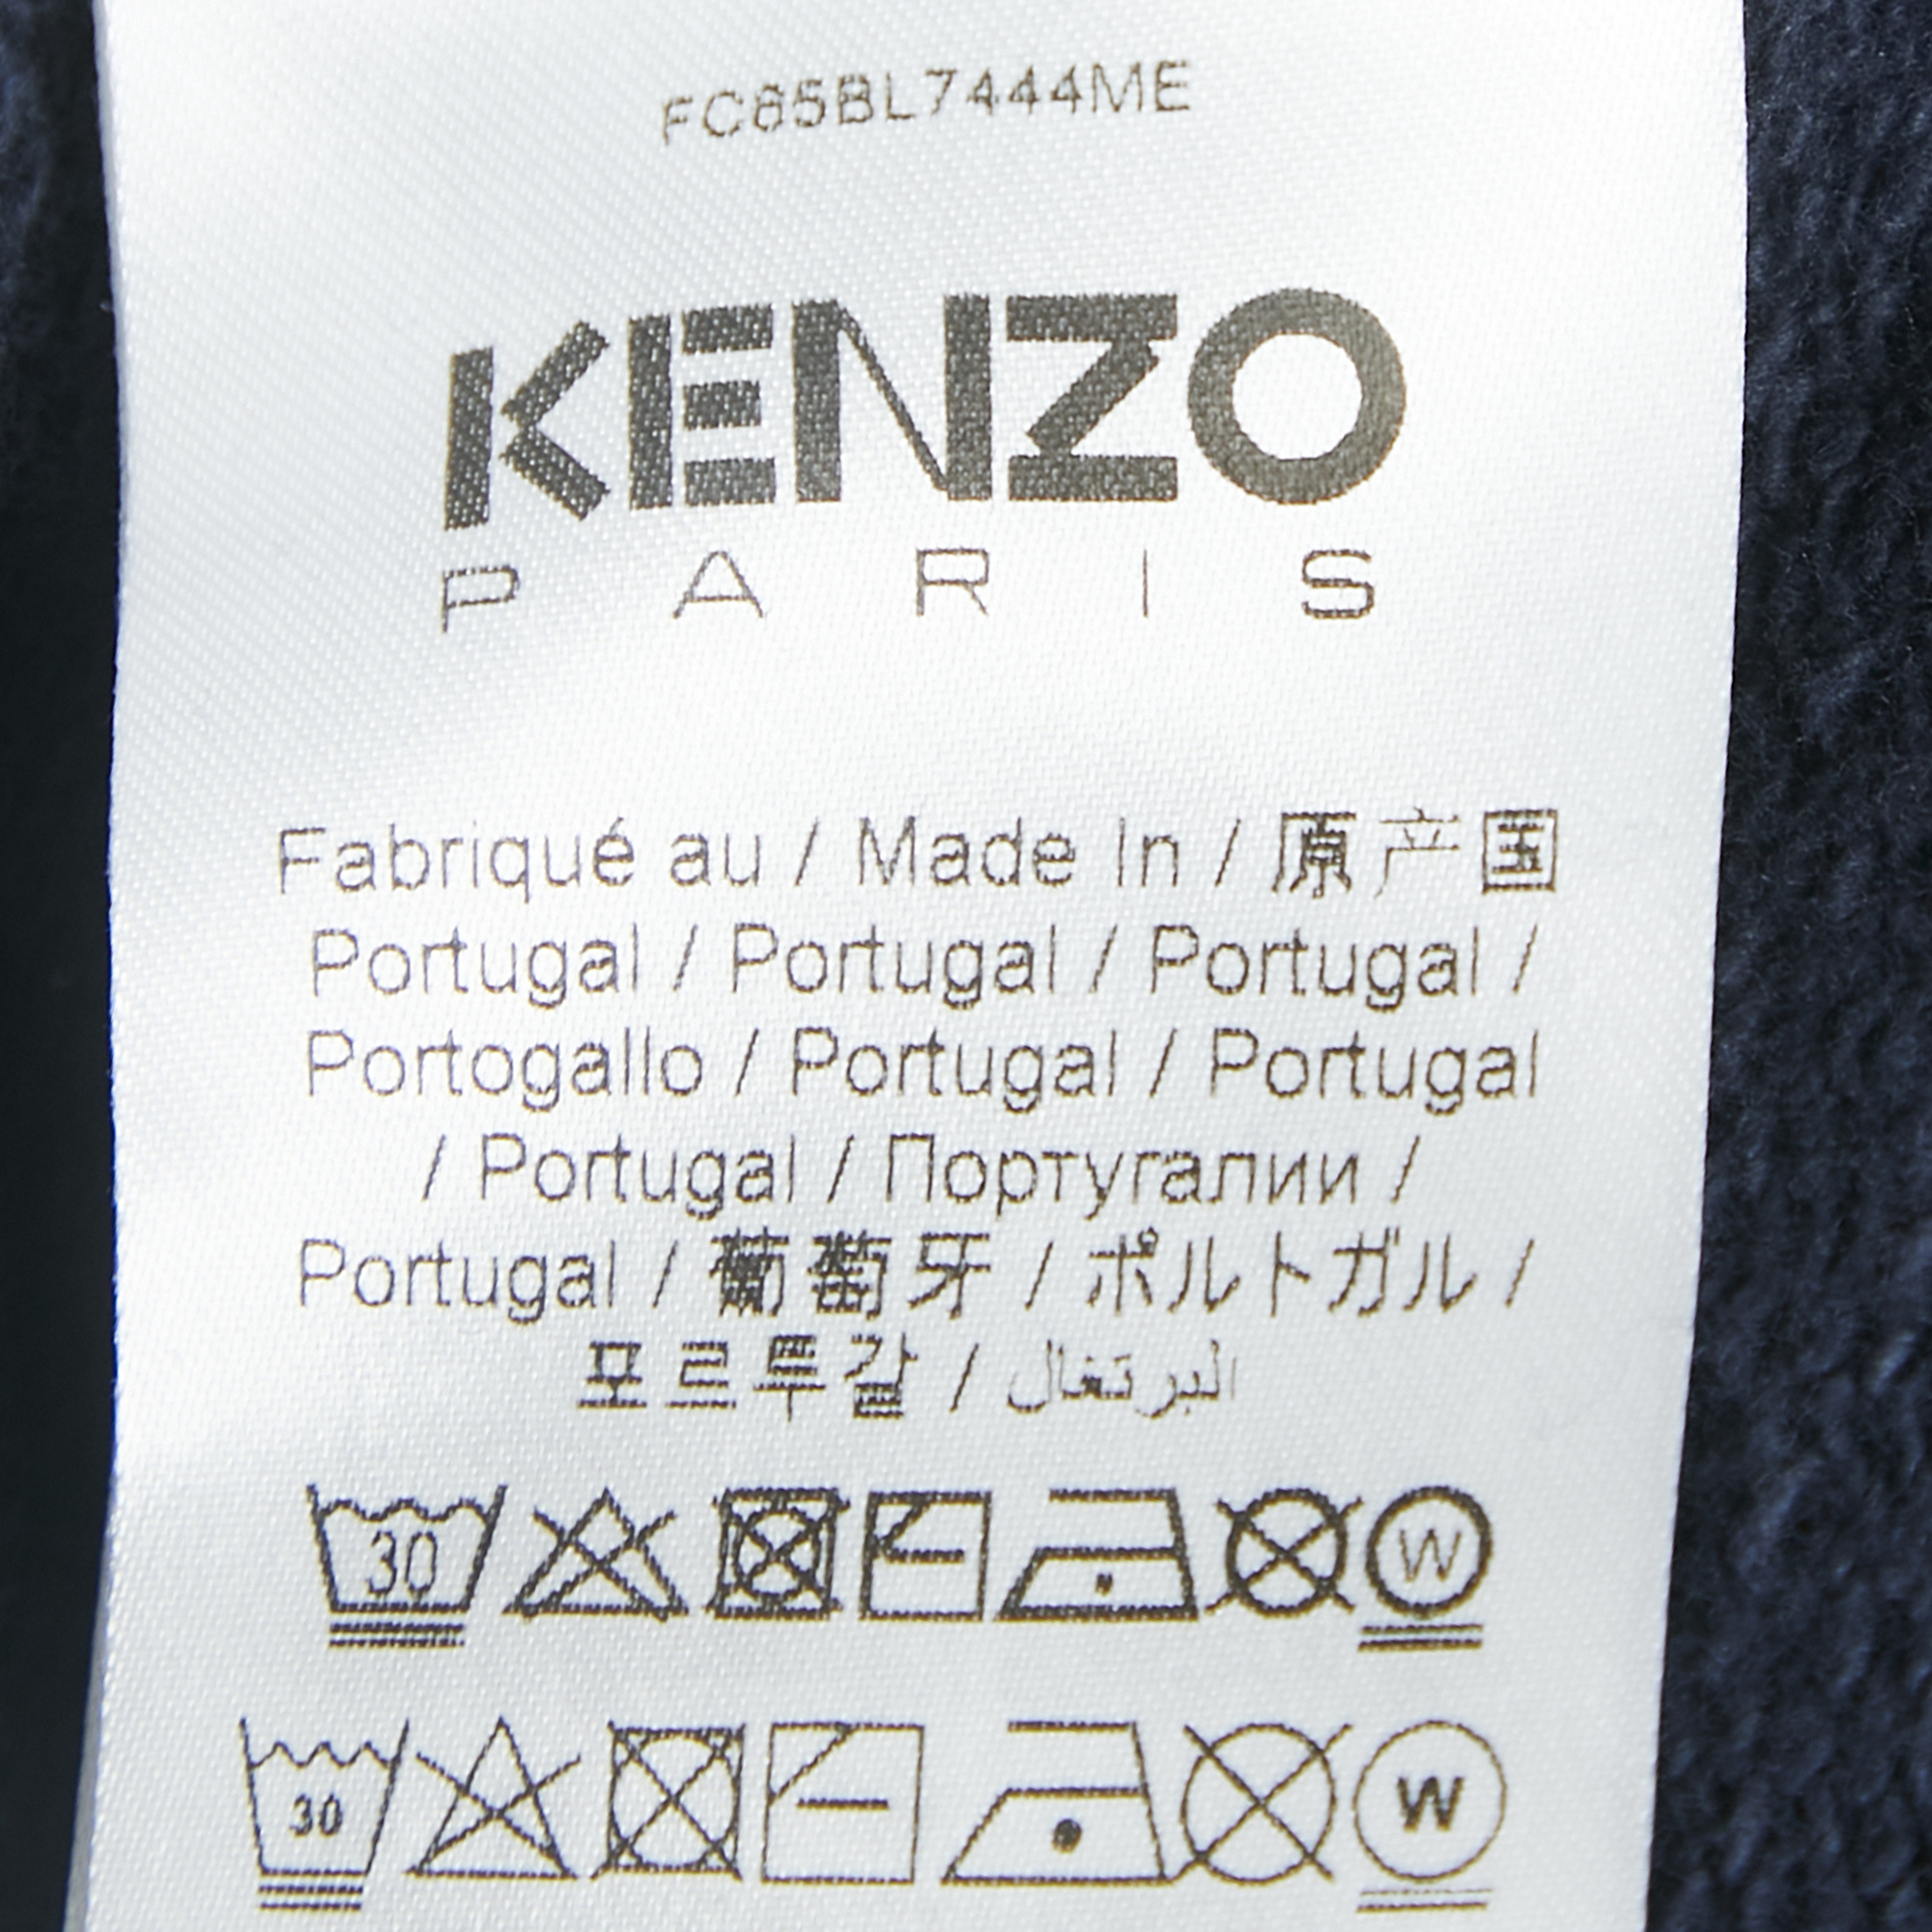 FC65BL7444ME
KENZO
PARIS
Fabriqué au / Made In / 原产国
Portugal / Portugal / Portugal /
Portogallo / Portugal / Portugal
/ Portugal / Португалии /
Portugal / 葡萄牙 / ポルトガル /
포르투갈 / البرتغال
30 W
30 W